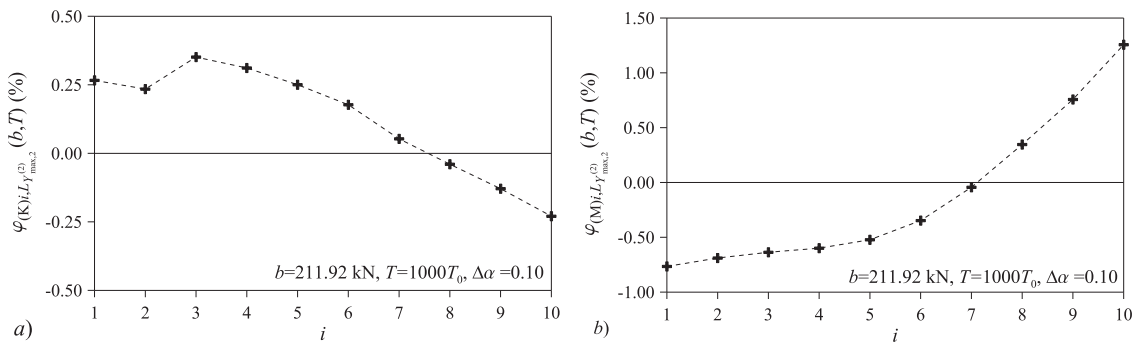 0.50
0.25
0.00
-0.25
-0.50
φ(K)i,L_Y(2)max,2 (b,T) (%)
b=211.92 kN, T=1000T0, Δα =0.10
1 2 3 4 5 6 7 8 9 10
a) i
1.50
1.00
0.50
0.00
-0.50
-1.00
φ(M)i,L_Y(2)max,2 (b,T) (%)
b=211.92 kN, T=1000T0, Δα =0.10
1 2 3 4 5 6 7 8 9 10
b) i